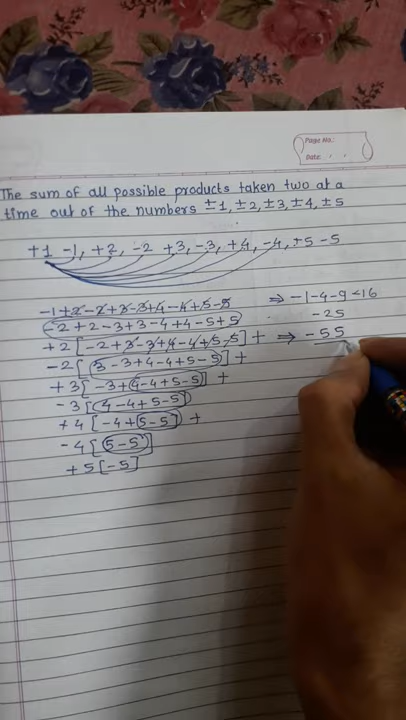 Page No.:
Date:
The sum of all possible products taken two at a
time out of the numbers ±1, ±2, ±3, ±4, ±5
+1 -1, +2, -2 +3, -3, +4, -4, +5 -5
-1+2-2+3-3+4-4+5-5
-2+2-3+3-4+4-5+5
+2[-2+3-3+4-4+5-5]+
-2[3-3+4-4+5-5]+
+3[-3+4-4+5-5]+
-3[4-4+5-5]
+4[-4+5-5]+
-4[5-5]
+5[-5]
⇒ -1-4-9-16
-25
⇒ -55